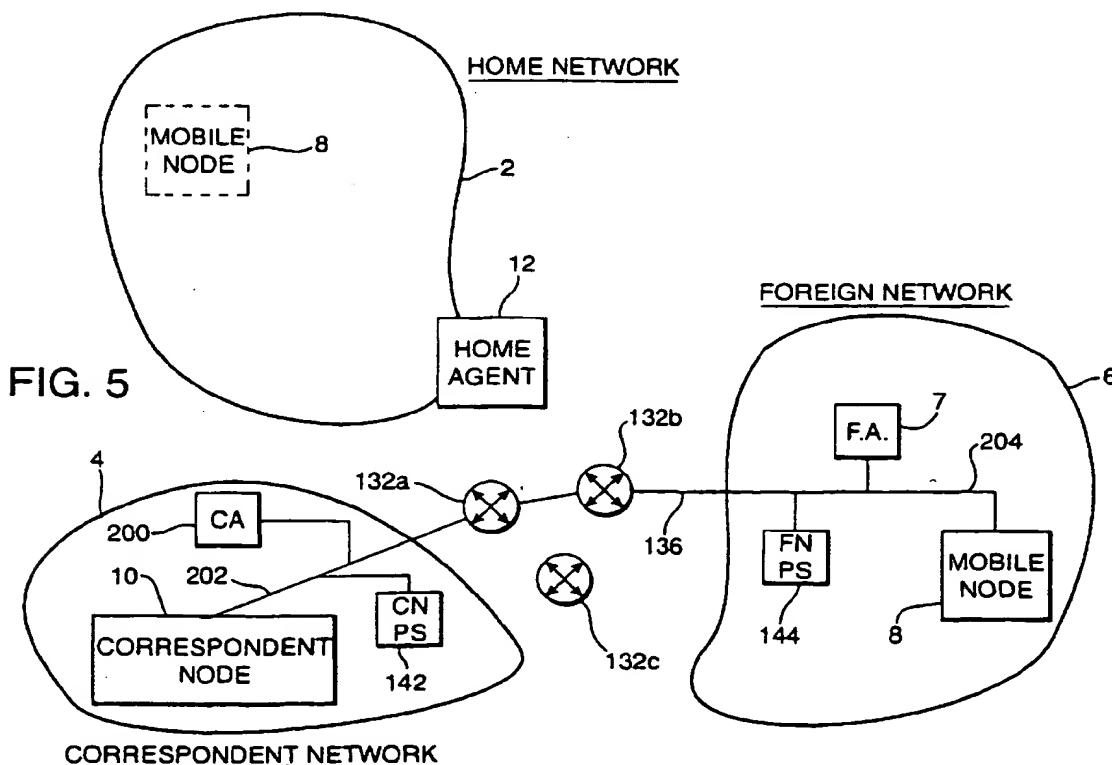 HOME NETWORK
MOBILE
NODE
8
2
12
HOME
AGENT
FOREIGN NETWORK
FIG. 5
6
7
F.A.
204
132b
132a
4
CA
200
136
FN
PS
144
MOBILE
NODE
8
10
202
CN
PS
142
132c
CORRESPONDENT
NODE
CORRESPONDENT NETWORK